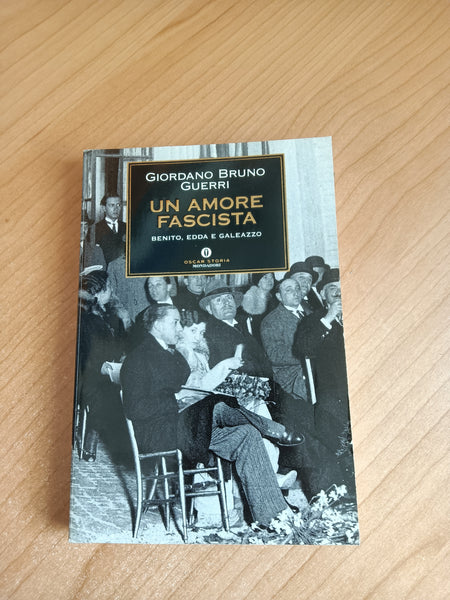 GIORDANO BRUNO
GUERRI
UN AMORE
FASCISTA
BENITO, EDDA E GALEAZZO
OSCAR STORIA
MONDADORI